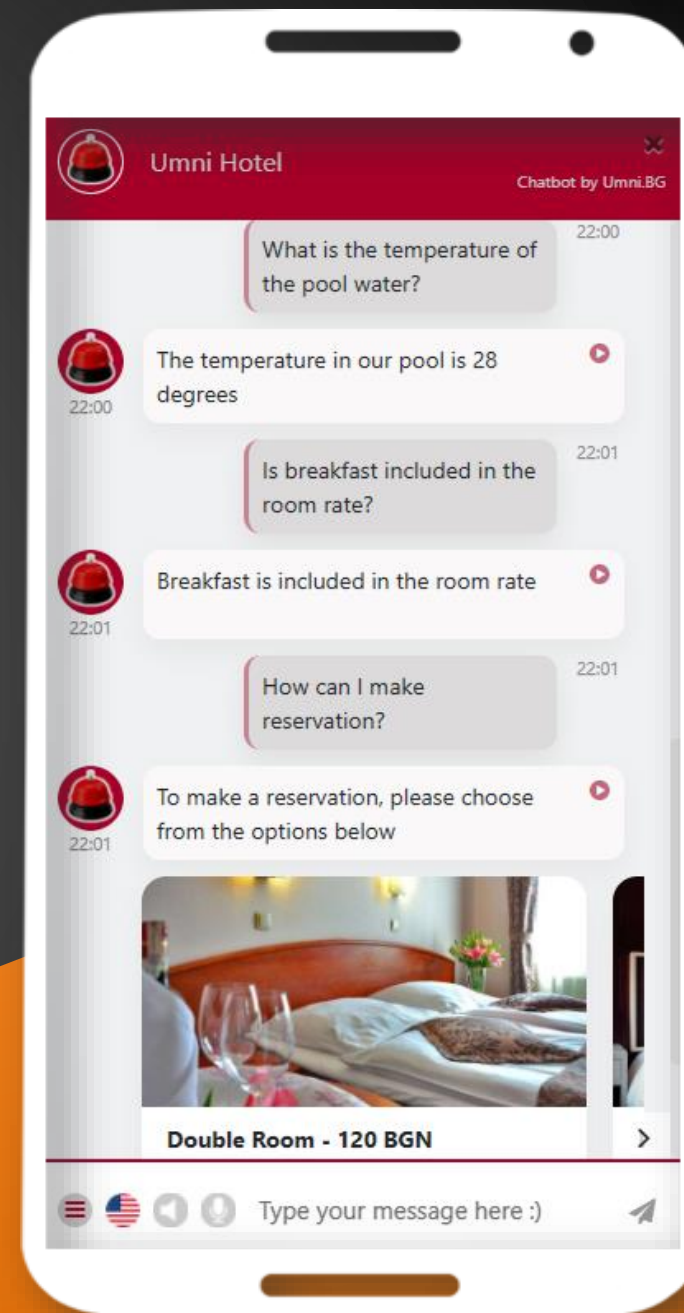 Umni Hotel
Chatbot by Umni.BG
22:00
What is the temperature of
the pool water?
The temperature in our pool is 28
degrees
22:00
22:01
Is breakfast included in the
room rate?
Breakfast is included in the room rate
22:01
22:01
How can I make
reservation?
To make a reservation, please choose
from the options below
22:01
Double Room - 120 BGN
Type your message here :)